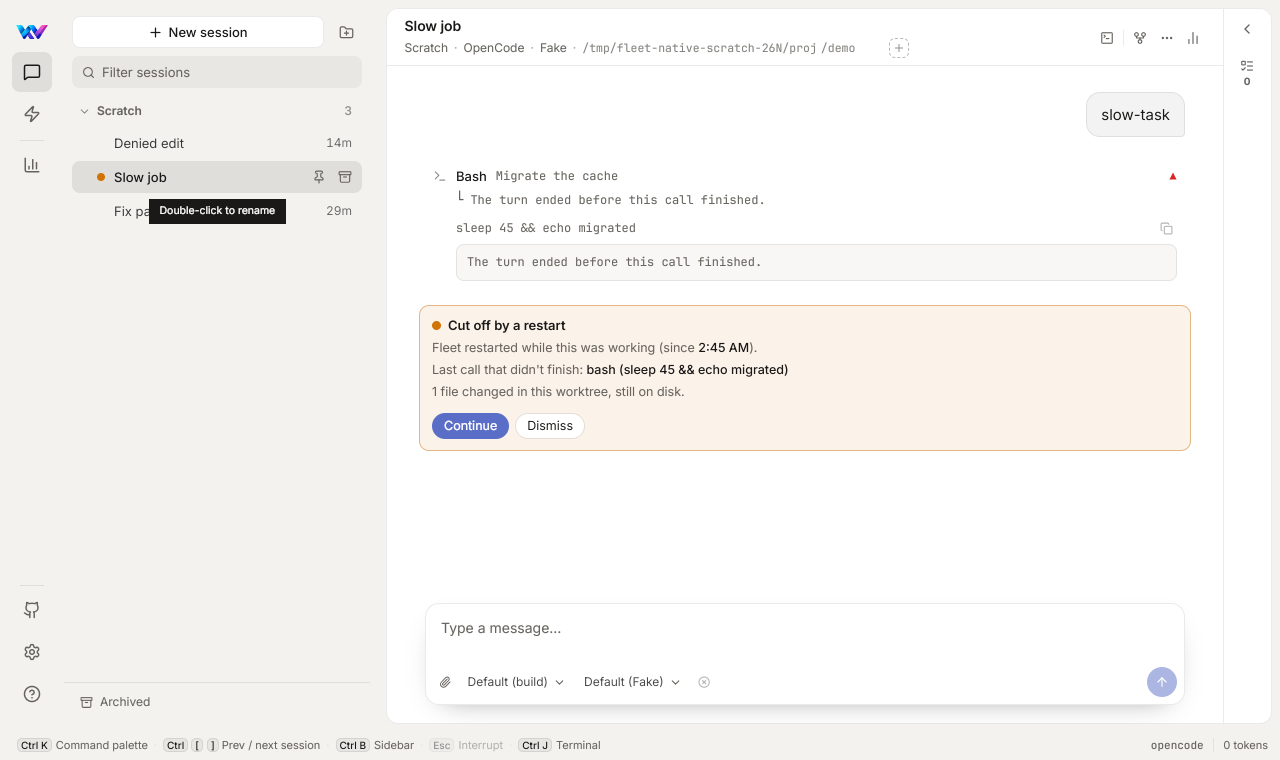 New session
Filter sessions
Scratch 3
Denied edit 14m
Slow job
Fix pa 29m
Double-click to rename
Archived
Slow job
Scratch · OpenCode · Fake · /tmp/fleet-native-scratch-26N/proj /demo
0
slow-task
Bash Migrate the cache
└ The turn ended before this call finished.
sleep 45 && echo migrated
The turn ended before this call finished.
Cut off by a restart
Fleet restarted while this was working (since 2:45 AM).
Last call that didn't finish: bash (sleep 45 && echo migrated)
1 file changed in this worktree, still on disk.
Continue Dismiss
Type a message...
Default (build) Default (Fake)
Ctrl K Command palette · Ctrl [ ] Prev / next session · Ctrl B Sidebar · Esc Interrupt · Ctrl J Terminal
opencode 0 tokens